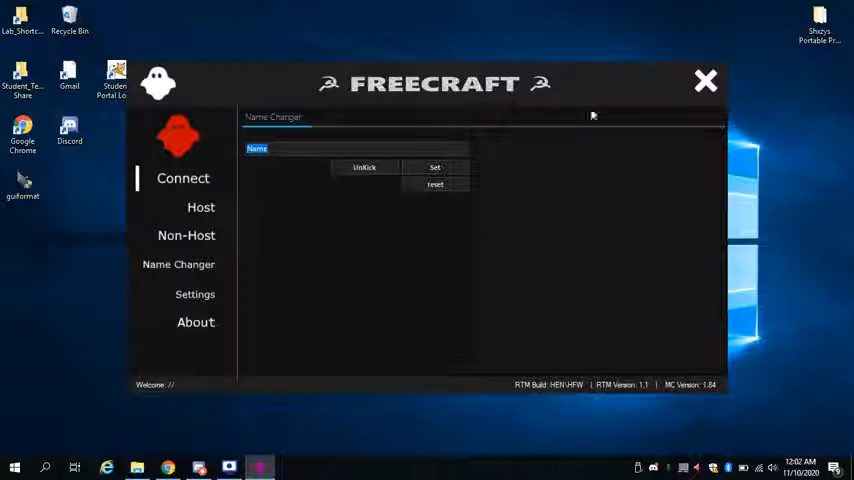 Lab_Shortc...
Recycle Bin
Student_Te...
Share
Gmail
Studen
Portal Lo
Google
Chrome
Discord
guiformat
Shxzys
Portable Pr...
FREECRAFT
Name Changer
Name
UnKick
Set
reset
Connect
Host
Non-Host
Name Changer
Settings
About
Welcome: //
RTM Build: HEN\HFW | RTM Version: 1.1 | MC Version: 1.84
12:02 AM
11/10/2020